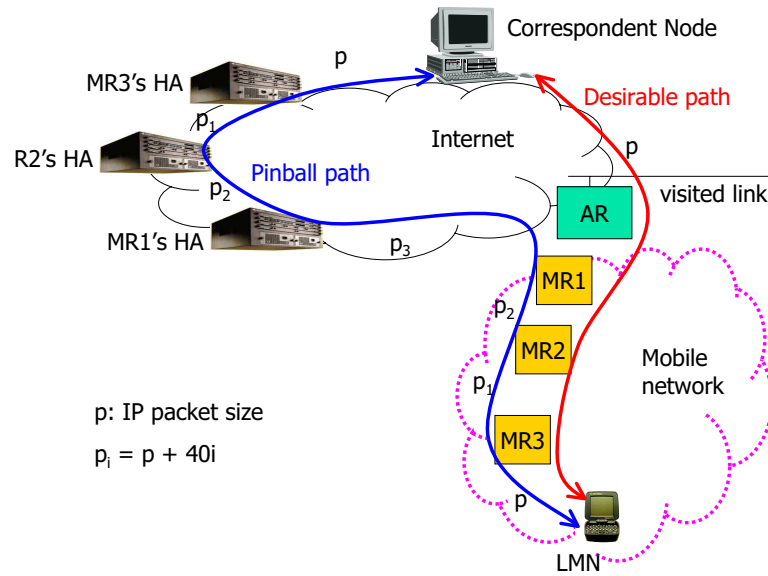 Correspondent Node
p
MR3's HA
Desirable path
p₁
Internet
p
R2's HA
Pinball path
p₂
visited link
AR
MR1's HA
p₃
MR1
p₂
MR2
Mobile
network
p₁
p: IP packet size
MR3
pᵢ = p + 40i
p
LMN